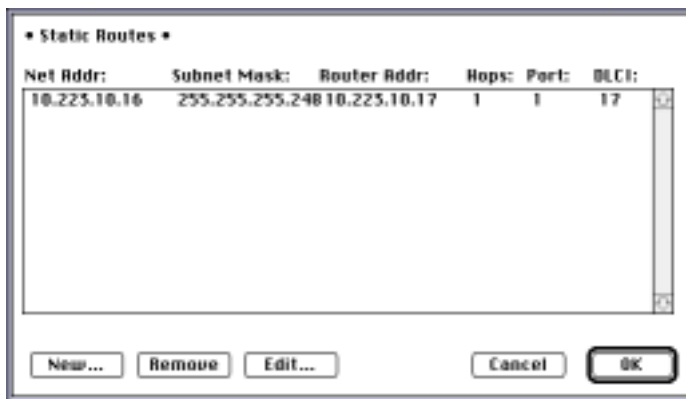 • Static Routes •
Net Addr: Subnet Mask: Router Addr: Hops: Port: DLCI:
10.223.10.16 255.255.255.248 10.223.10.17 1 1 17
New... Remove Edit... Cancel OK